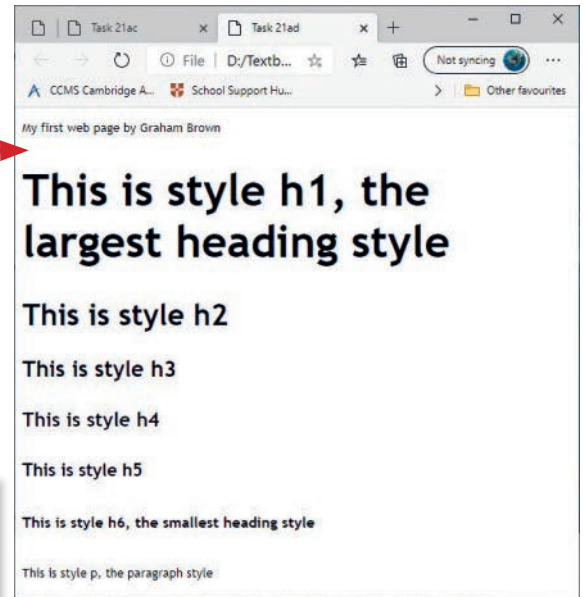 Task 21ac
Task 21ad
File D:/Textb... Not syncing
CCMS Cambridge A... School Support Hu... Other favourites
My first web page by Graham Brown
This is style h1, the
largest heading style
This is style h2
This is style h3
This is style h4
This is style h5
This is style h6, the smallest heading style
This is style p, the paragraph style